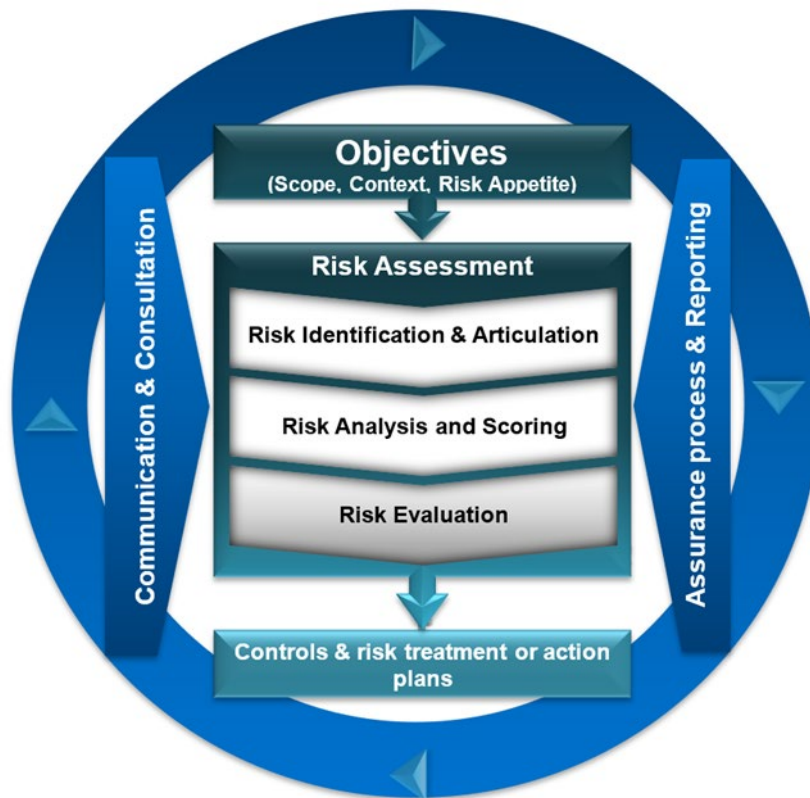 Objectives
(Scope, Context, Risk Appetite)
Risk Assessment
Risk Identification & Articulation
Risk Analysis and Scoring
Risk Evaluation
Controls & risk treatment or action
plans
Communication & Consultation
Assurance process & Reporting